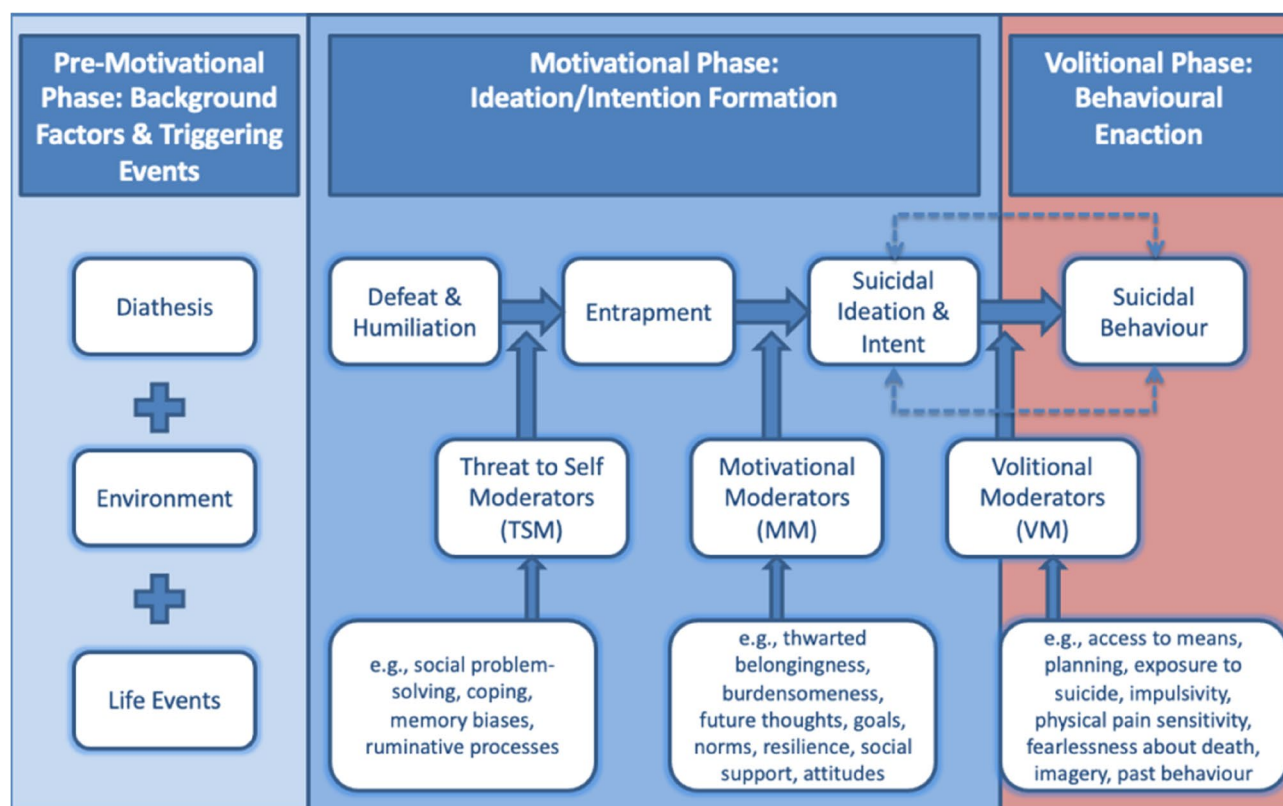 Pre-Motivational
Phase: Background
Factors & Triggering
Events
Motivational Phase:
Ideation/Intention Formation
Volitional Phase:
Behavioural
Enaction
Diathesis
Environment
Life Events
Defeat &
Humiliation
Entrapment
Suicidal
Ideation &
Intent
Suicidal
Behaviour
Threat to Self
Moderators
(TSM)
Motivational
Moderators
(MM)
Volitional
Moderators
(VM)
e.g., social problem-
solving, coping,
memory biases,
ruminative processes
e.g., thwarted
belongingness,
burdensomeness,
future thoughts, goals,
norms, resilience, social
support, attitudes
e.g., access to means,
planning, exposure to
suicide, impulsivity,
physical pain sensitivity,
fearlessness about death,
imagery, past behaviour